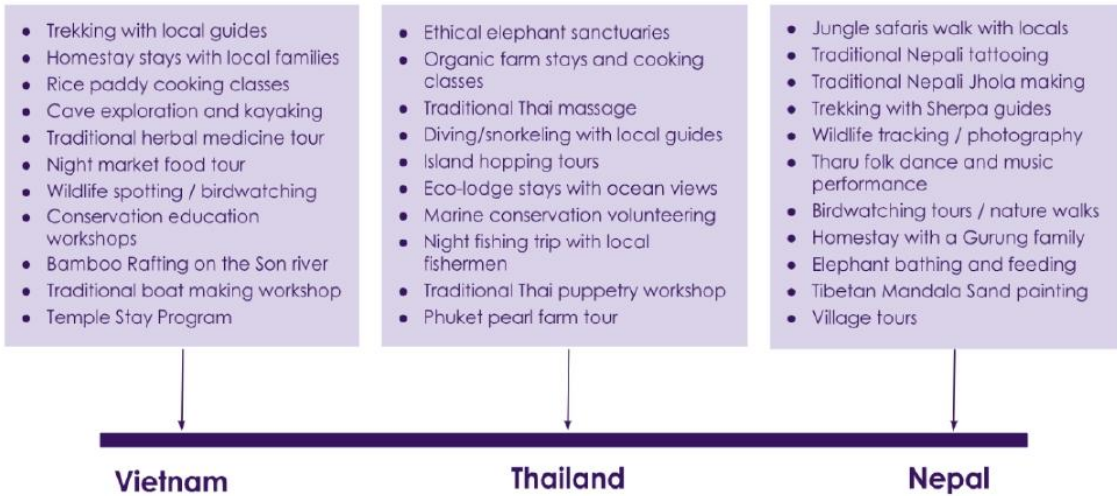 • Trekking with local guides
• Homestay stays with local families
• Rice paddy cooking classes
• Cave exploration and kayaking
• Traditional herbal medicine tour
• Night market food tour
• Wildlife spotting / birdwatching
• Conservation education
workshops
• Bamboo Rafting on the Son river
• Traditional boat making workshop
• Temple Stay Program
• Ethical elephant sanctuaries
• Organic farm stays and cooking
classes
• Traditional Thai massage
• Diving/snorkeling with local guides
• Island hopping tours
• Eco-lodge stays with ocean views
• Marine conservation volunteering
• Night fishing trip with local
fishermen
• Traditional Thai puppetry workshop
• Phuket pearl farm tour
• Jungle safaris walk with locals
• Traditional Nepali tattooing
• Traditional Nepali Jhola making
• Trekking with Sherpa guides
• Wildlife tracking / photography
• Tharu folk dance and music
performance
• Birdwatching tours / nature walks
• Homestay with a Gurung family
• Elephant bathing and feeding
• Tibetan Mandala Sand painting
• Village tours
Vietnam
Thailand
Nepal